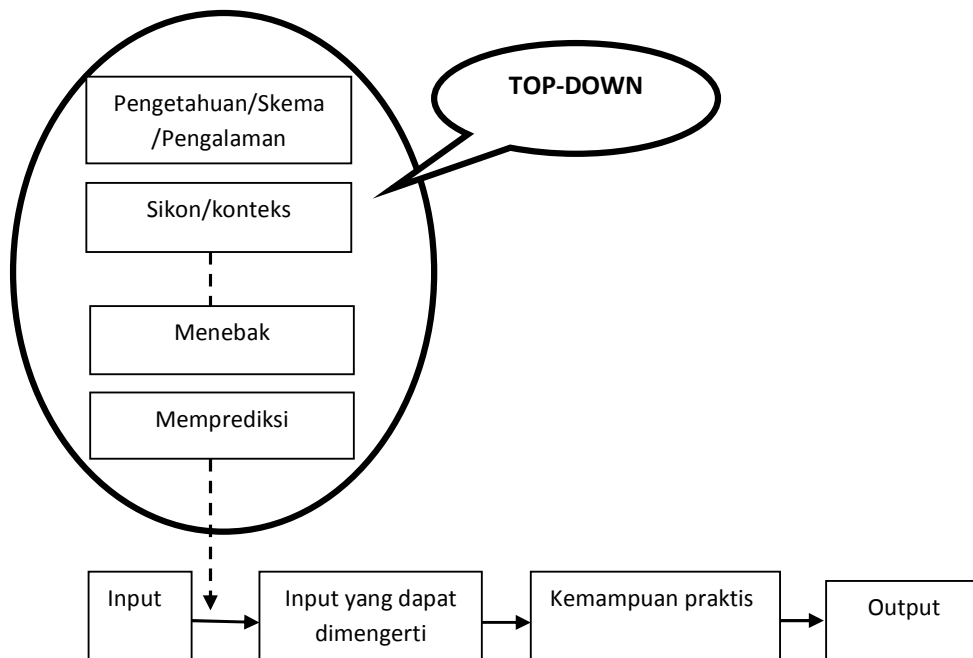 Pengetahuan/Skema
/Pengalaman
TOP-DOWN
Sikon/konteks
Menebak
Memprediksi
Input
Input yang dapat
dimengerti
Kemampuan praktis
Output